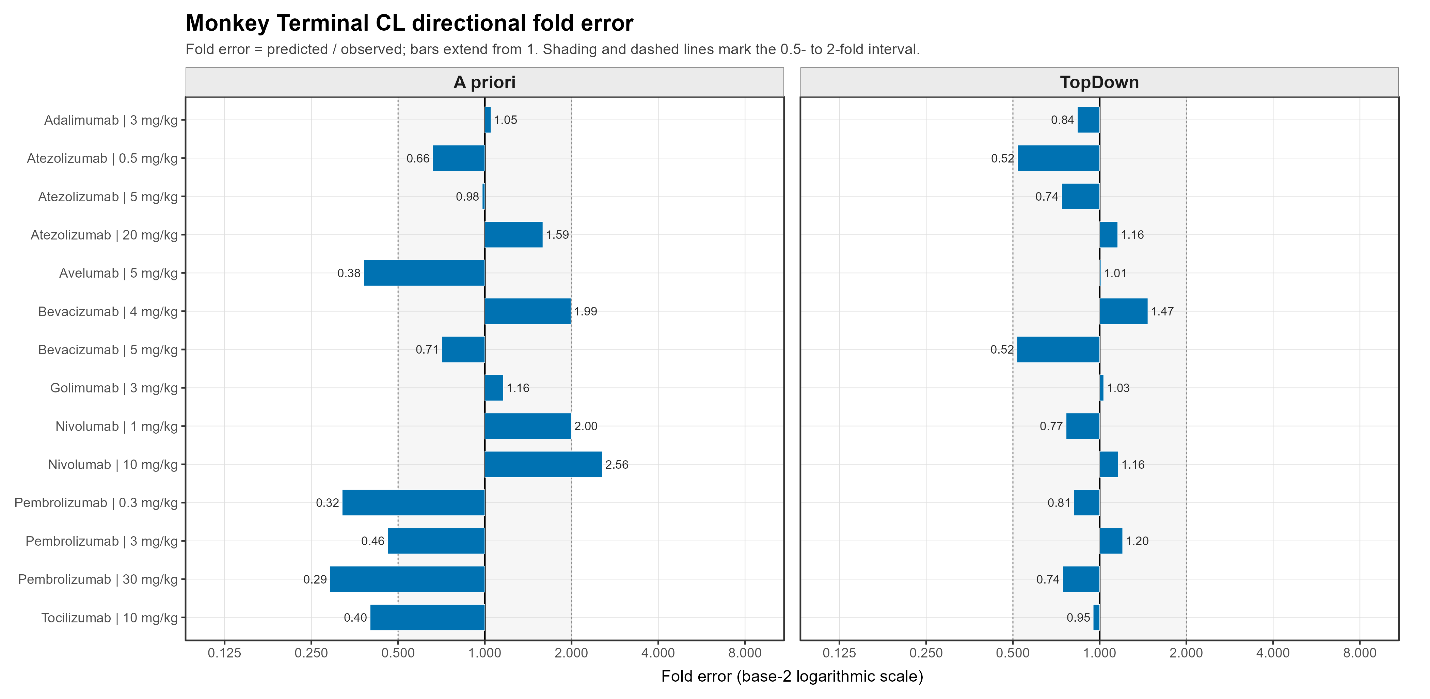 Monkey Terminal CL directional fold error
Fold error = predicted / observed; bars extend from 1. Shading and dashed lines mark the 0.5- to 2-fold interval.
A priori TopDown
Adalimumab | 3 mg/kg 1.05 0.84
Atezolizumab | 0.5 mg/kg 0.66 0.52
Atezolizumab | 5 mg/kg 0.98 0.74
Atezolizumab | 20 mg/kg 1.59 1.16
Avelumab | 5 mg/kg 0.38 1.01
Bevacizumab | 4 mg/kg 1.99 1.47
Bevacizumab | 5 mg/kg 0.71 0.52
Golimumab | 3 mg/kg 1.16 1.03
Nivolumab | 1 mg/kg 2.00 0.77
Nivolumab | 10 mg/kg 2.56 1.16
Pembrolizumab | 0.3 mg/kg 0.32 0.81
Pembrolizumab | 3 mg/kg 0.46 1.20
Pembrolizumab | 30 mg/kg 0.29 0.74
Tocilizumab | 10 mg/kg 0.40 0.95
0.125 0.250 0.500 1.000 2.000 4.000 8.000 0.125 0.250 0.500 1.000 2.000 4.000 8.000
Fold error (base-2 logarithmic scale)